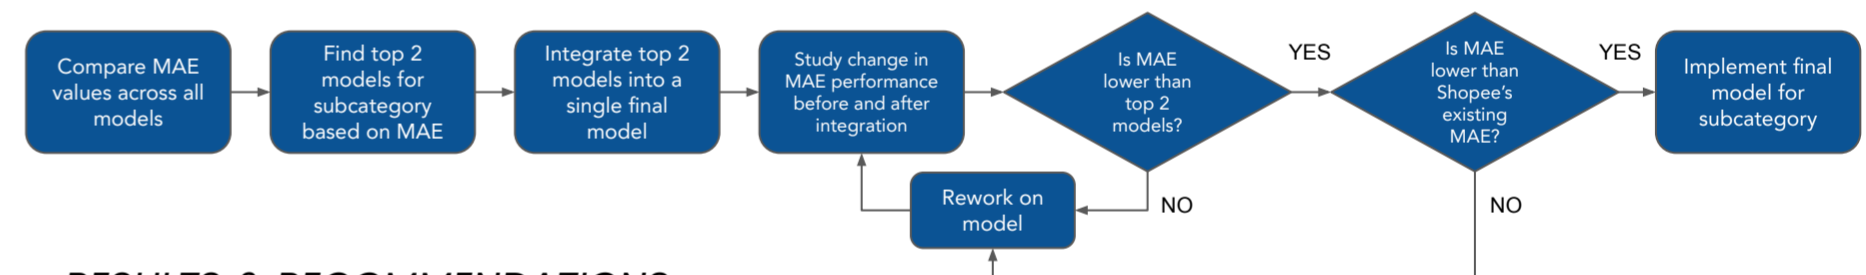 Compare MAE
values across all
models
Find top 2
models for
subcategory
based on MAE
Integrate top 2
models into a
single final
model
Study change in
MAE performance
before and after
integration
Is MAE
lower than
top 2
models?
YES
Is MAE
lower than
Shopee's
existing
MAE?
YES
Implement final
model for
subcategory
Rework on
model
NO
NO
RESULTS & RECOMMENDATIONS